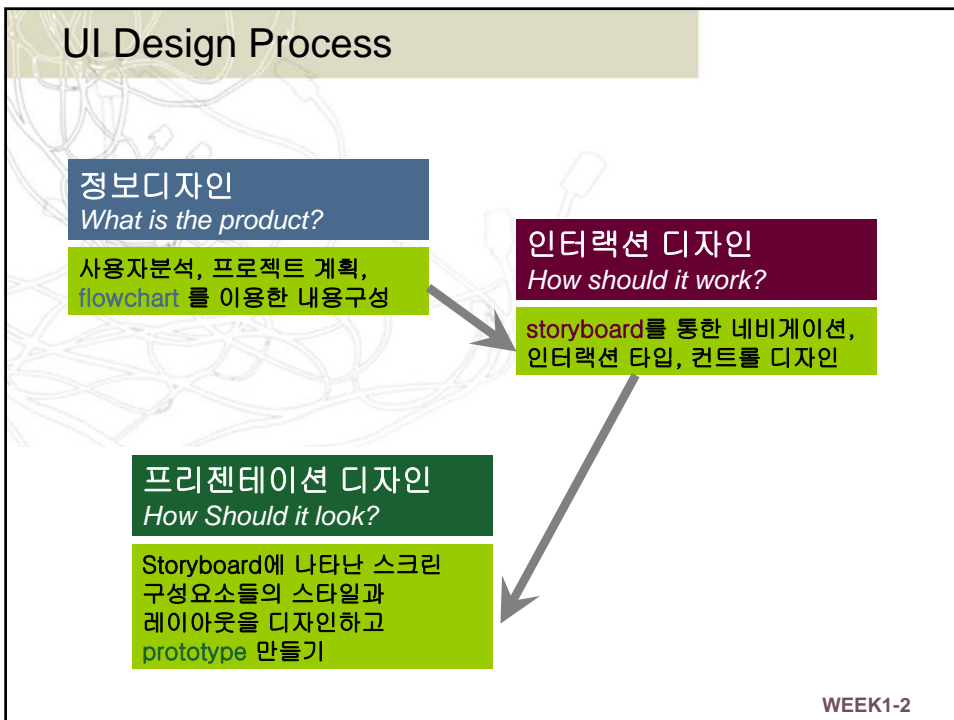 UI Design Process
정보디자인
What is the product?
사용자분석, 프로젝트 계획,
flowchart 를 이용한 내용구성
인터랙션 디자인
How should it work?
storyboard를 통한 네비게이션,
인터랙션 타입, 컨트롤 디자인
프리젠테이션 디자인
How Should it look?
Storyboard에 나타난 스크린
구성요소들의 스타일과
레이아웃을 디자인하고
prototype 만들기
WEEK1-2